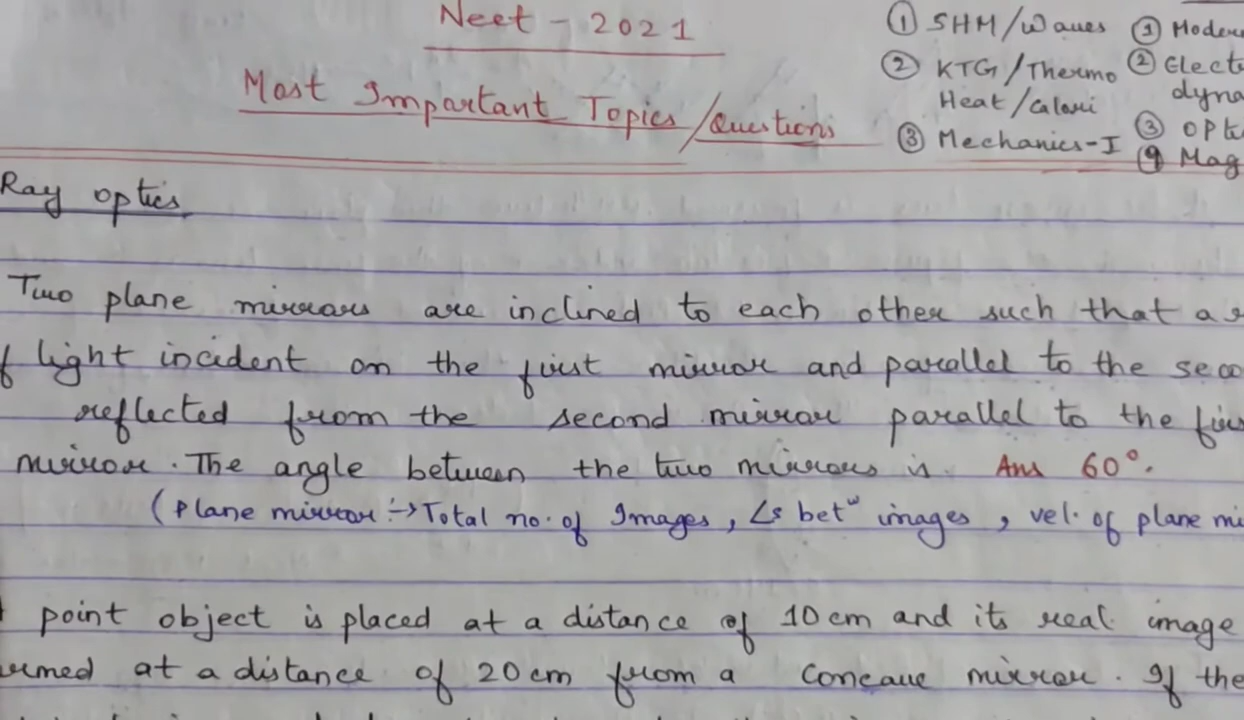 Neet - 2021
Most Important Topics/Questions
① SHM/Waves
② KTG/Thermo
Heat/Calori
③ Mechanics-I
① Moder
② Elect
dyna
③ opt
④ Mag
Ray optics
Two plane mirrors are inclined to each other such that a
f light incident on the first mirror and parallel to the seco
reflected from the second mirror parallel to the firs
mirror. The angle between the two mirrors is. Ans 60°.
(Plane mirror :→ Total no. of Images, ∠s betⁿ images, vel. of plane mi
point object is placed at a distance of 10 cm and its real image
rmed at a distance of 20 cm from a concave mirror. If the